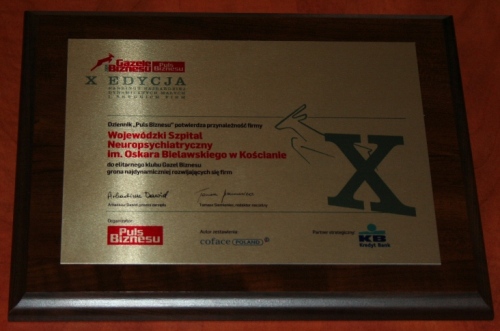 Gazele
Biznesu
Puls
Biznesu
X EDYCJA
Dziennik „Puls Biznesu” potwierdza przynależność firmy
Wojewódzki Szpital
Neuropsychiatryczny
im. Oskara Bielawskiego w Kościanie
do elitarnego klubu Gazel Biznesu
grona najdynamiczniej rozwijających się firm
X
Organizator:
Puls
Biznesu
Autor zestawienia:
coface POLAND
Partner strategiczny:
KB
Kredyt Bank